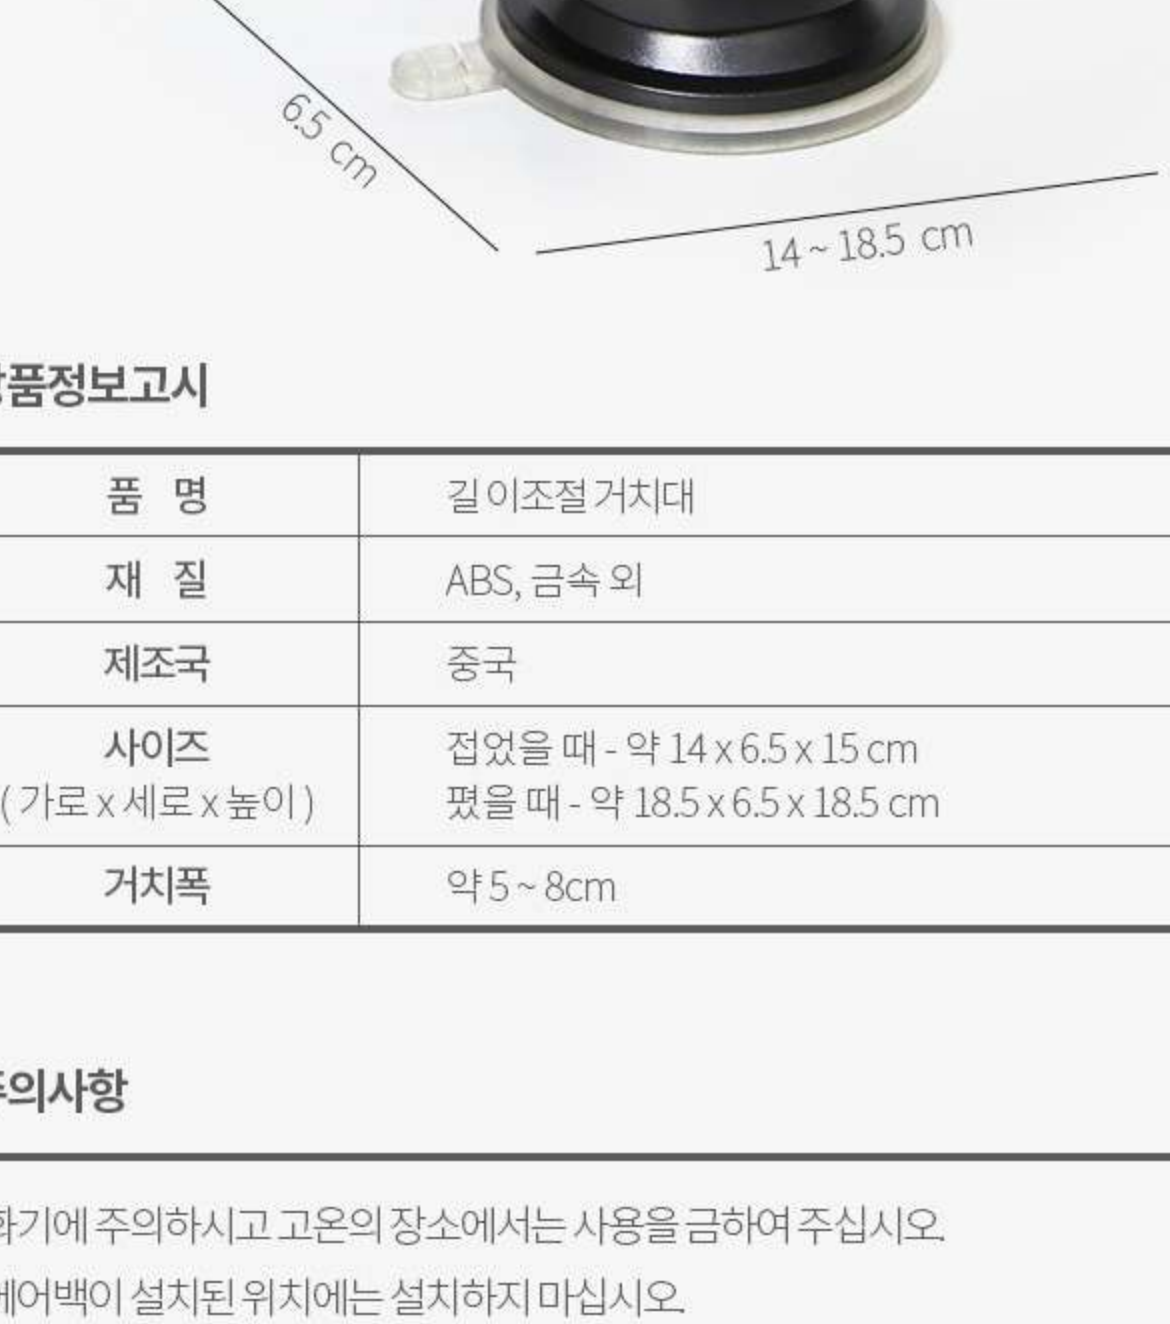 6.5 cm
14 ~ 18.5 cm
품정보고시
품 명
길이조절 거치대
재 질
ABS, 금속 외
제조국
중국
사이즈
( 가로 x 세로 x 높이 )
접었을 때 - 약 14 x 6.5 x 15 cm
폈을 때 - 약 18.5 x 6.5 x 18.5 cm
거치폭
약 5 ~ 8cm
의사항
기에 주의하시고 고온의 장소에서는 사용을 금하여 주십시오.
어백이 설치된 위치에는 설치하지 마십시오.